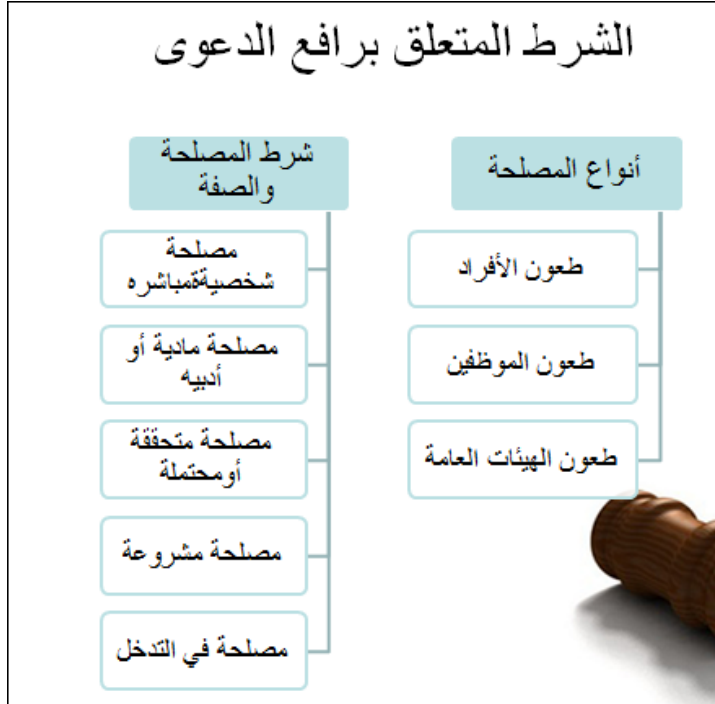 الشرط المتعلق برافع الدعوى
أنواع المصلحة
طعون الأفراد
طعون الموظفين
طعون الهيئات العامة
شرط المصلحة
والصفة
مصلحة
شخصيةةمباشره
مصلحة مادية أو
أدبيه
مصلحة متحققة
أومحتملة
مصلحة مشروعة
مصلحة في التدخل